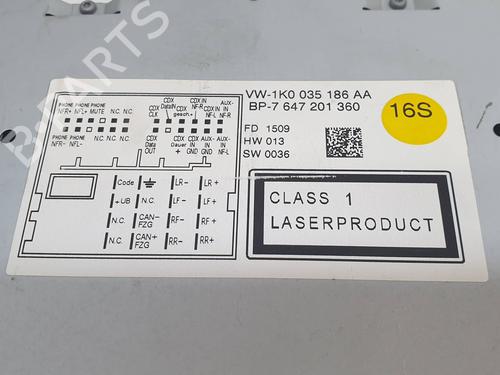 B-PARTS
VW-1K0 035 186 AA
BP-7 647 201 360
16S
FD 1509
HW 013
SW 0036
CLASS 1
LASERPRODUCT
PHONE PHONE PHONE
NFR+ NFL+ MUTE N.C. N.C.
CDX CLK
CDX DataIN
gesch.+
CDX IN NF-L
CDX IN NF-R
AUX- IN NF-R
PHONE PHONE
NFR- NFL-
N.C. N.C. N.C.
CDX DATA OUT
CDX Dauer +
CDX IN GND
AUX IN GND
AUX- IN NF-L
Code LR- LR+
+UB N.C. LF- LF+
N.C. CAN- FZG RF- RF+
N.C. CAN+ FZG RR- RR+